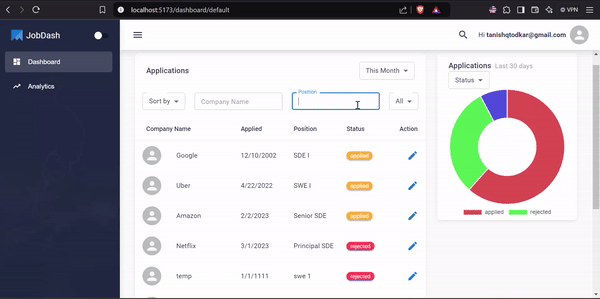 localhost:5173/dashboard/default
VPN
JobDash
Hi tanishqtodkar@gmail.com
Dashboard
Analytics
Applications
This Month
Sort by
Company Name
Position
All
Company Name Applied Position Status Action
Google 12/10/2002 SDE I applied
Uber 4/22/2022 SWE I applied
Amazon 2/2/2023 Senior SDE applied
Netflix 3/1/2023 Principal SDE rejected
temp 1/1/1111 swe 1 rejected
Applications Last 30 days
Status
applied rejected